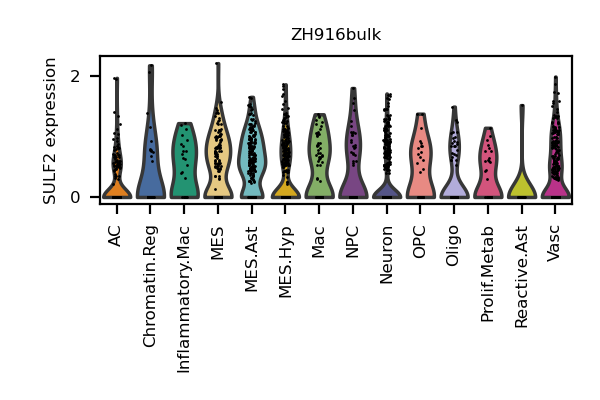 ZH916bulk
SULF2 expression
2
0
AC
Chromatin.Reg
Inflammatory.Mac
MES
MES.Ast
MES.Hyp
Mac
NPC
Neuron
OPC
Oligo
Prolif.Metab
Reactive.Ast
Vasc